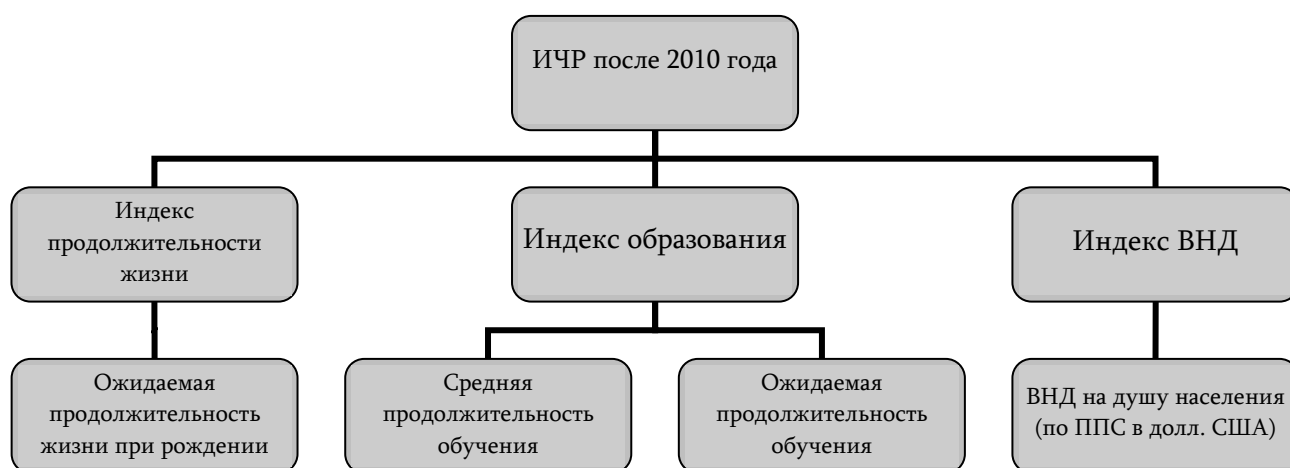 ИЧР после 2010 года
Индекс
продолжительности
жизни
Индекс образования
Индекс ВНД
Ожидаемая
продолжительность
жизни при рождении
Средняя
продолжительность
обучения
Ожидаемая
продолжительность
обучения
ВНД на душу населения
(по ППС в долл. США)